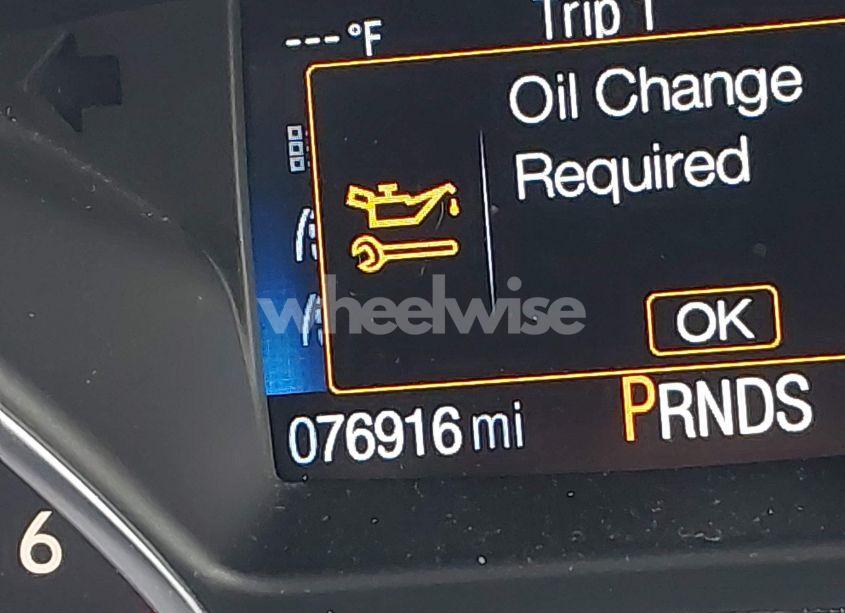 Trip 1
---°F
Oil Change
Required
wheelwise
OK
076916 mi
PRNDS
6